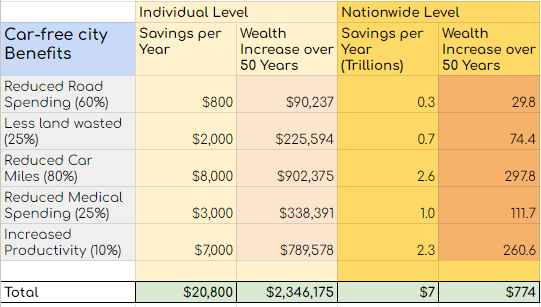 Individual Level Nationwide Level
Car-free city Benefits Savings per Year Wealth Increase over 50 Years Savings per Year (Trillions) Wealth Increase over 50 Years
Reduced Road Spending (60%) $800 $90,237 0.3 29.8
Less land wasted (25%) $2,000 $225,594 0.7 74.4
Reduced Car Miles (80%) $8,000 $902,375 2.6 297.8
Reduced Medical Spending (25%) $3,000 $338,391 1.0 111.7
Increased Productivity (10%) $7,000 $789,578 2.3 260.6
Total $20,800 $2,346,175 $7 $774